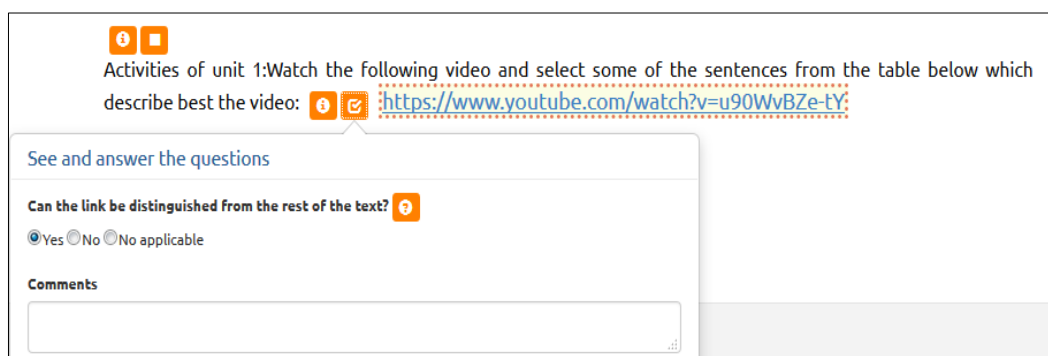 Activities of unit 1:Watch the following video and select some of the sentences from the table below which
describe best the video: https://www.youtube.com/watch?v=u90WvBZe-tY
See and answer the questions
Can the link be distinguished from the rest of the text?
Yes No No applicable
Comments